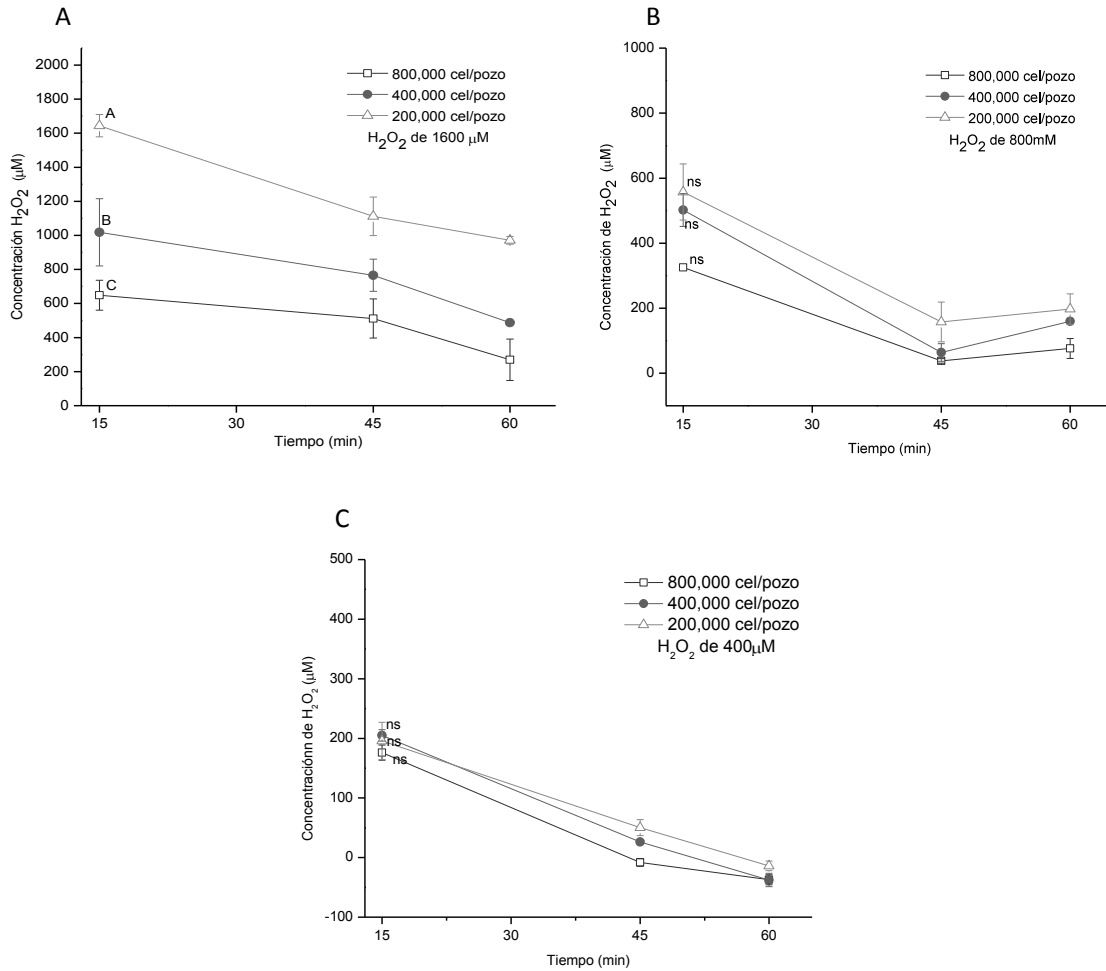 A
2000
1800
1600
1400
1200
1000
800
600
400
200
0
Concentración H2O2 (µM)
800,000 cel/pozo
400,000 cel/pozo
200,000 cel/pozo
H2O2 de 1600 µM
A
B
C
15
30
45
60
Tiempo (min)
B
1000
800
600
400
200
0
Concentración de H2O2 (µM)
800,000 cel/pozo
400,000 cel/pozo
200,000 cel/pozo
H2O2 de 800mM
ns
ns
ns
15
30
45
60
Tiempo (min)
C
500
400
300
200
100
0
-100
Concentraciónn de H2O2 (µM)
800,000 cel/pozo
400,000 cel/pozo
200,000 cel/pozo
H2O2 de 400µM
ns
ns
ns
15
30
45
60
Tiempo (min)